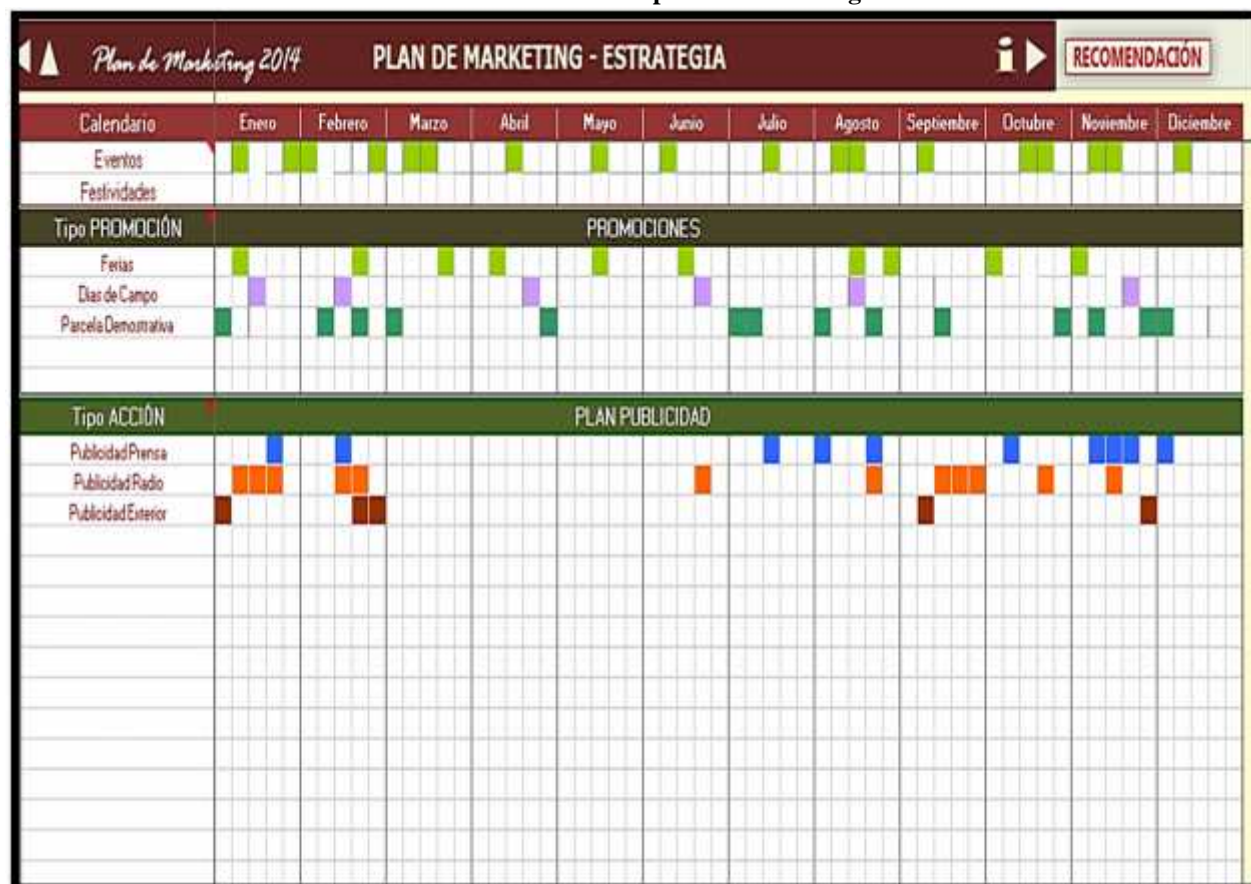 Plan de Marketing 2014 PLAN DE MARKETING - ESTRATEGIA i RECOMENDACIÓN
Calendario Enero Febrero Marzo Abril Mayo Junio Julio Agosto Septiembre Octubre Noviembre Diciembre
Eventos
Festividades
Tipo PROMOCIÓN PROMOCIONES
Ferias
Dias de Campo
Parcela Demostrativa
Tipo ACCIÓN PLAN PUBLICIDAD
Publicidad Prensa
Publicidad Radio
Publicidad Exterior